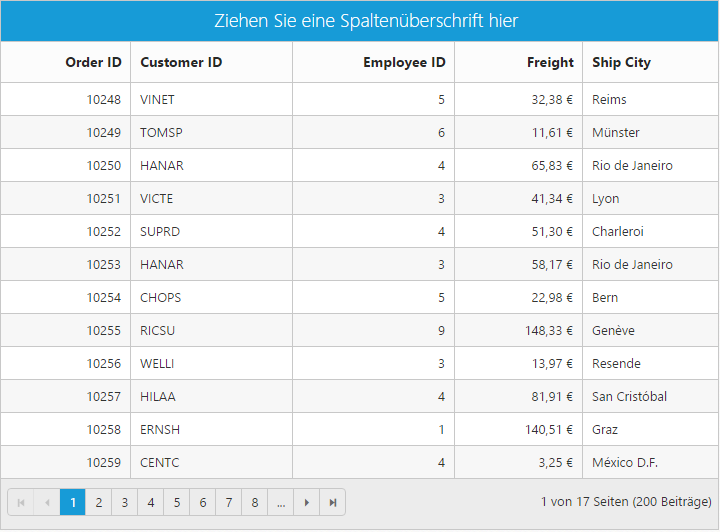 Ziehen Sie eine Spaltenüberschrift hier
Order ID Customer ID Employee ID Freight Ship City
10248 VINET 5 32,38 € Reims
10249 TOMSP 6 11,61 € Münster
10250 HANAR 4 65,83 € Rio de Janeiro
10251 VICTE 3 41,34 € Lyon
10252 SUPRD 4 51,30 € Charleroi
10253 HANAR 3 58,17 € Rio de Janeiro
10254 CHOPS 5 22,98 € Bern
10255 RICSU 9 148,33 € Genève
10256 WELLI 3 13,97 € Resende
10257 HILAA 4 81,91 € San Cristóbal
10258 ERNSH 1 140,51 € Graz
10259 CENTC 4 3,25 € México D.F.
1 2 3 4 5 6 7 8 ... 1 von 17 Seiten (200 Beiträge)